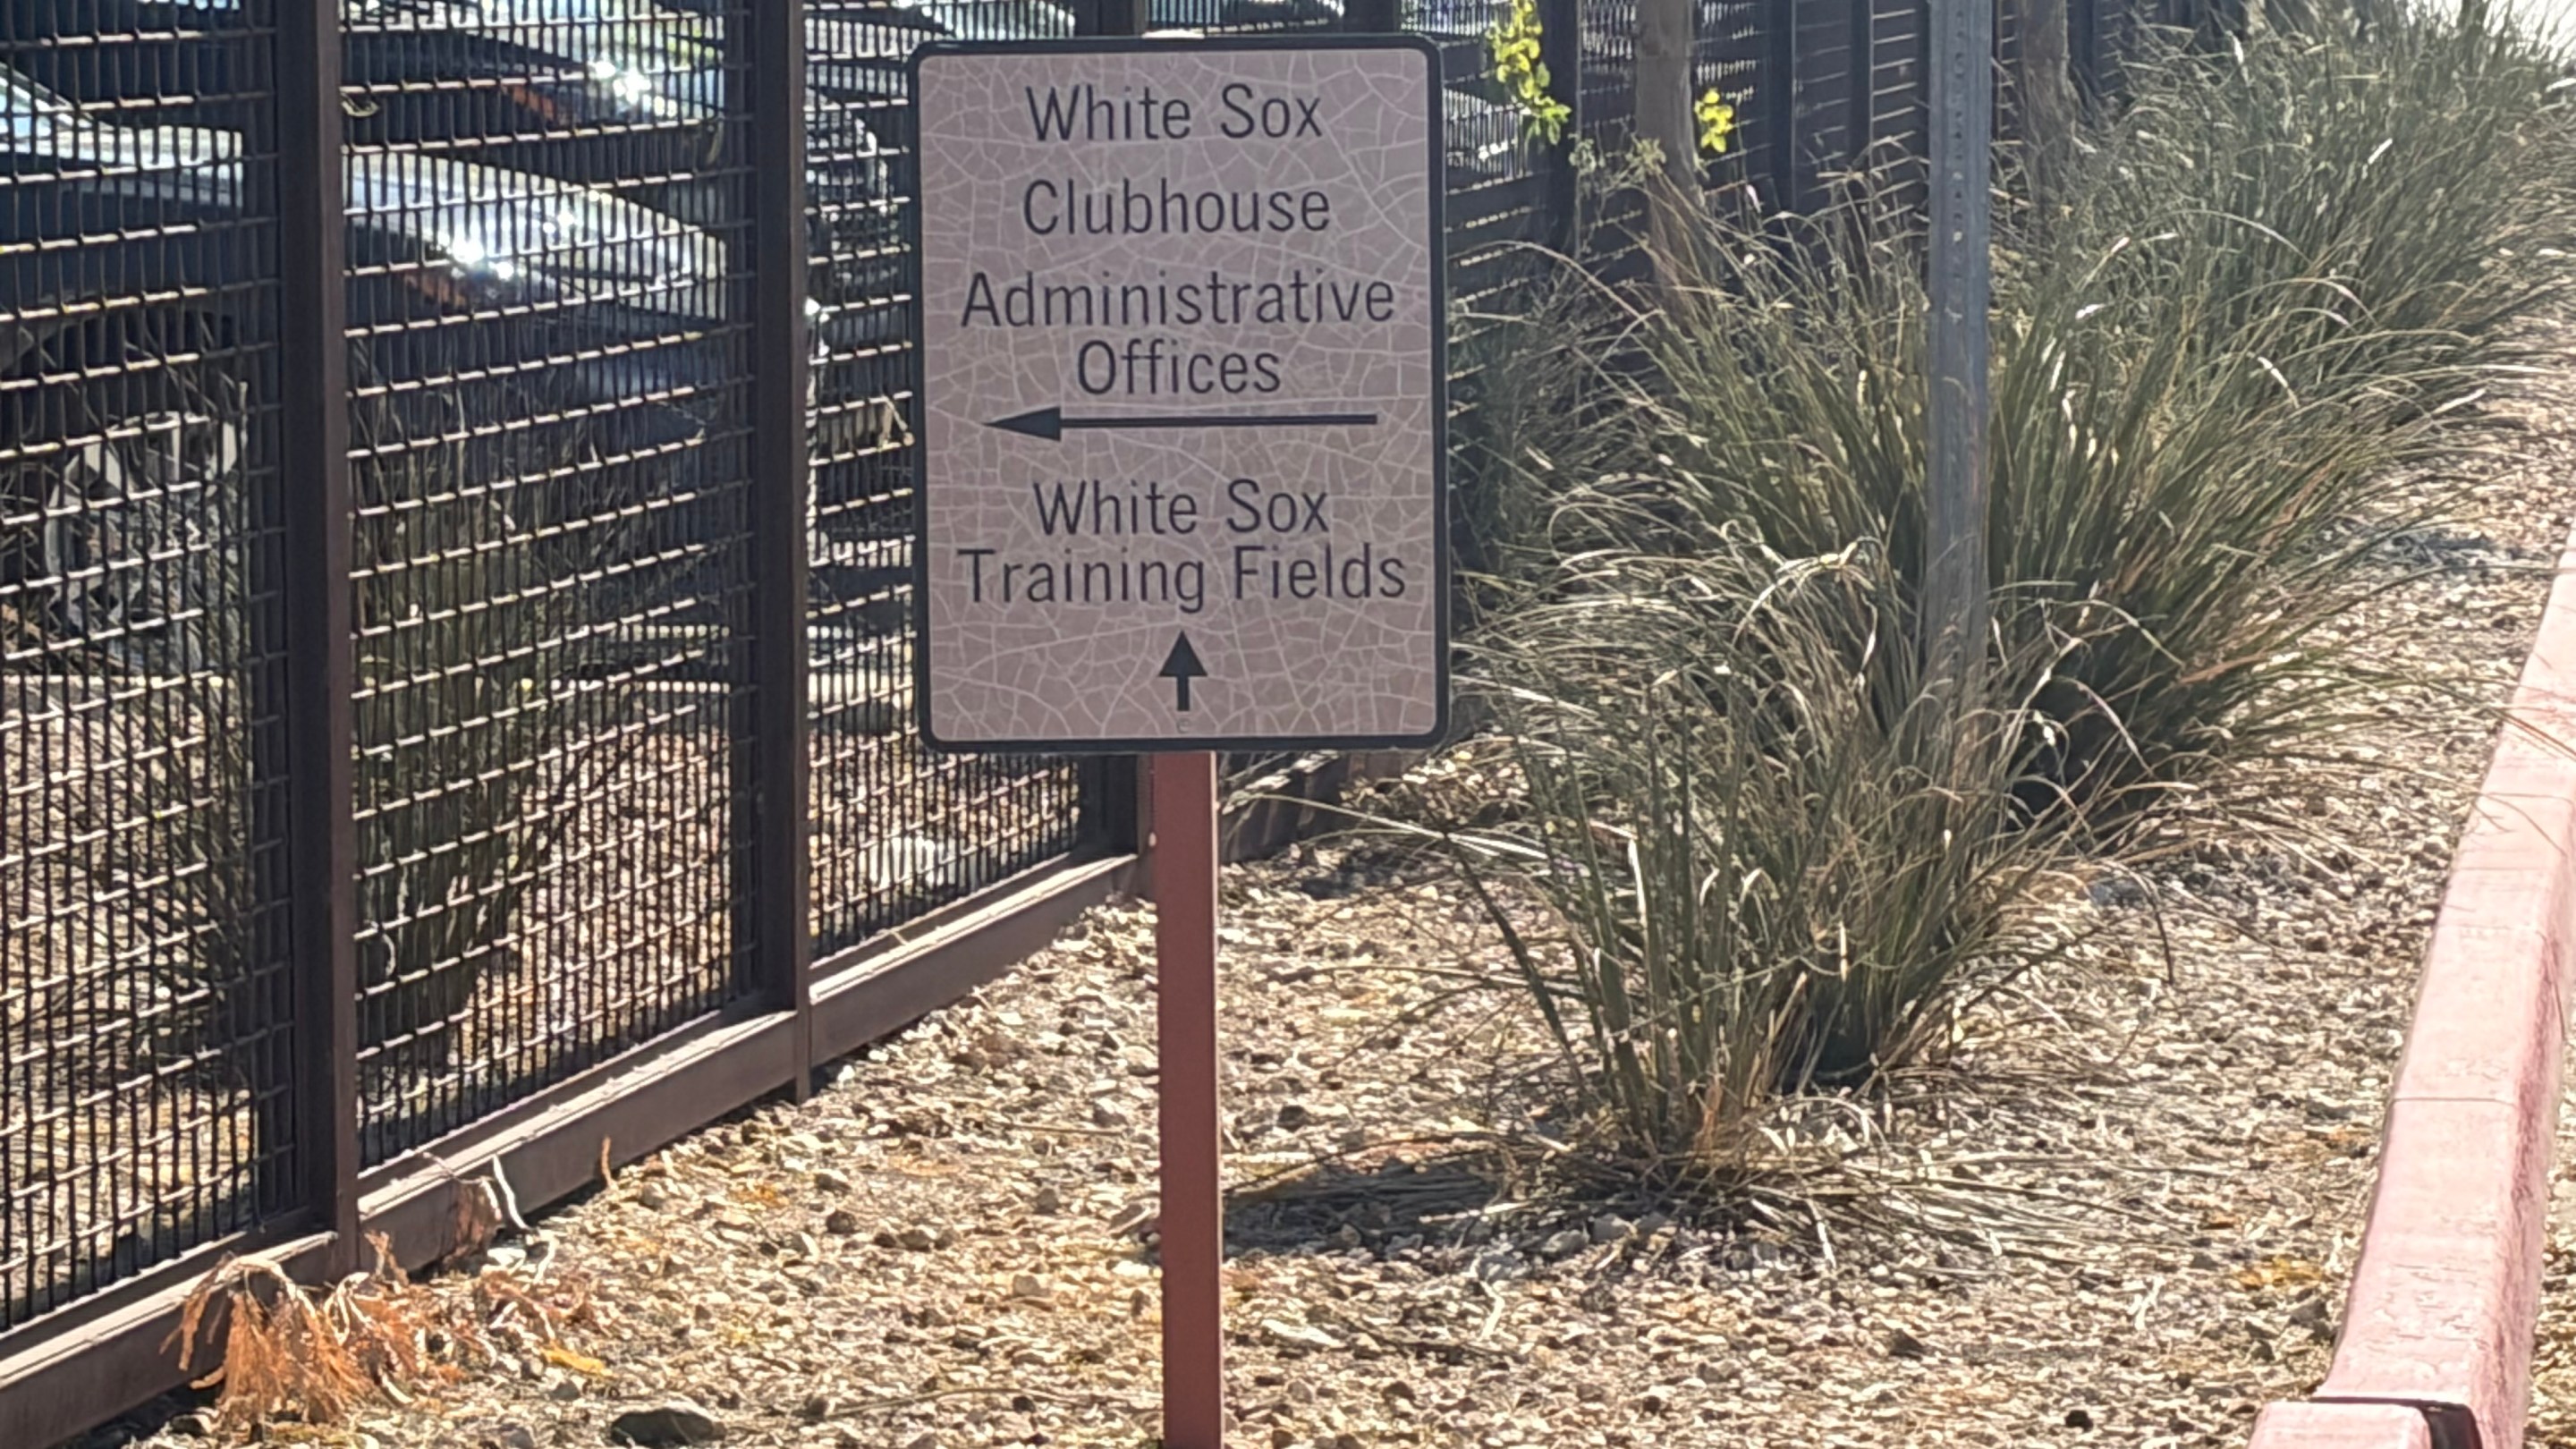 White Sox
Clubhouse
Administrative
Offices
White Sox
Training Fields